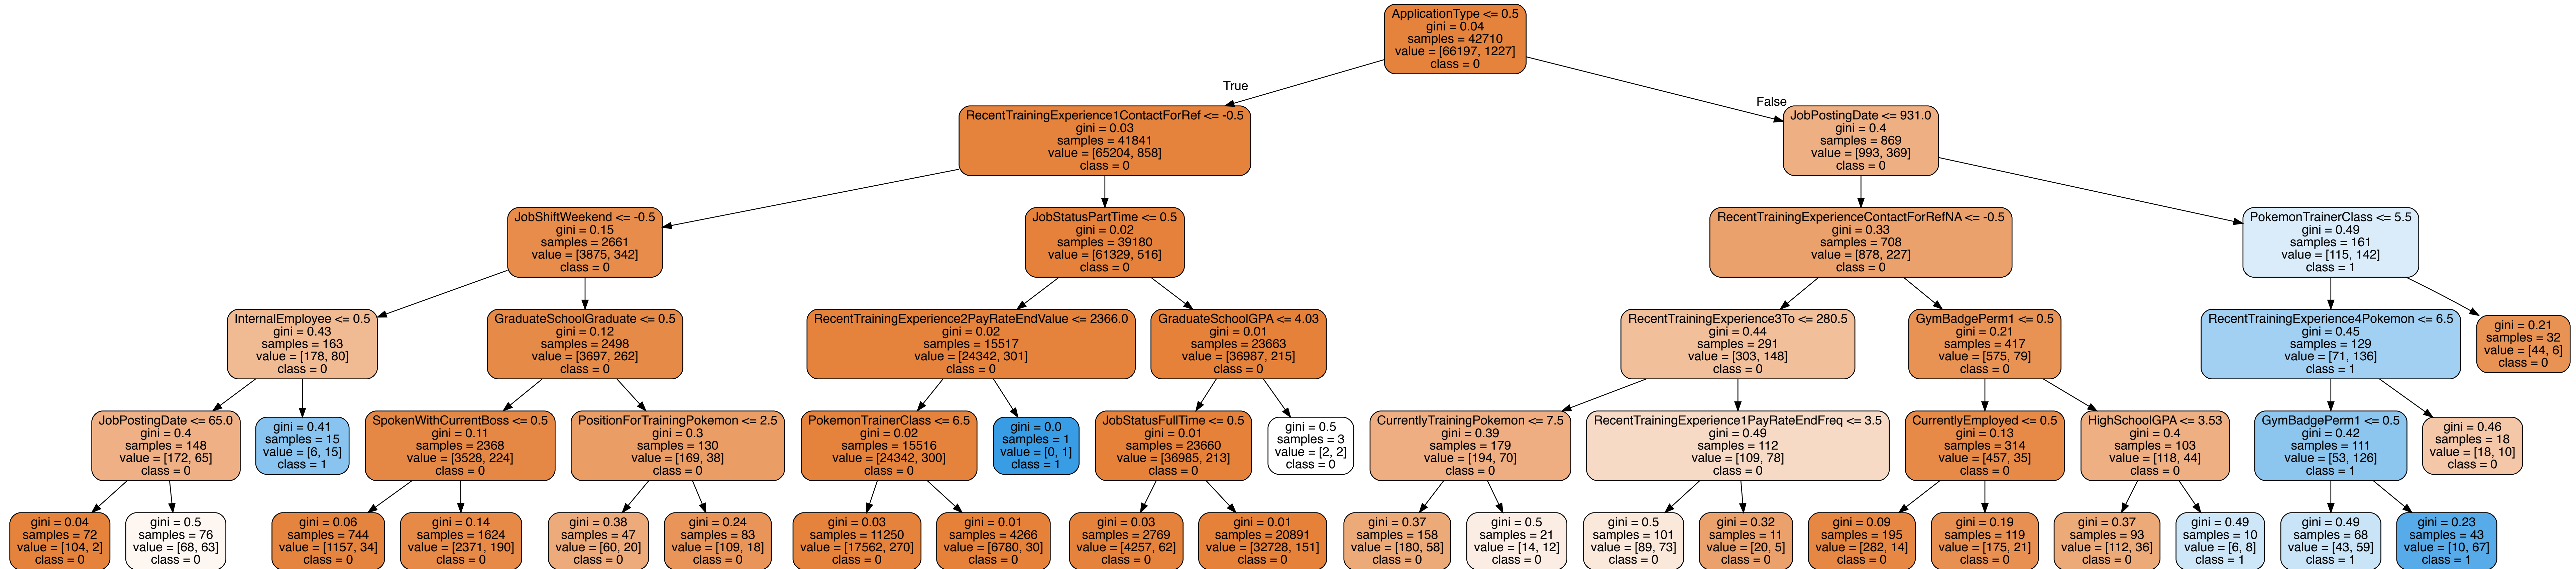 ApplicationType <= 0.5
gini = 0.04
samples = 42710
value = [66197, 1227]
class = 0
True
False
RecentTrainingExperience1ContactForRef <= -0.5
gini = 0.03
samples = 41841
value = [65204, 858]
class = 0
JobPostingDate <= 931.0
gini = 0.4
samples = 869
value = [993, 369]
class = 0
JobShiftWeekend <= -0.5
gini = 0.15
samples = 2661
value = [3875, 342]
class = 0
JobStatusPartTime <= 0.5
gini = 0.02
samples = 39180
value = [61329, 516]
class = 0
RecentTrainingExperienceContactForRefNA <= -0.5
gini = 0.33
samples = 708
value = [878, 227]
class = 0
PokemonTrainerClass <= 5.5
gini = 0.49
samples = 161
value = [115, 142]
class = 1
InternalEmployee <= 0.5
gini = 0.43
samples = 163
value = [178, 80]
class = 0
GraduateSchoolGraduate <= 0.5
gini = 0.12
samples = 2498
value = [3697, 262]
class = 0
RecentTrainingExperience2PayRateEndValue <= 2366.0
gini = 0.02
samples = 15517
value = [24342, 301]
class = 0
GraduateSchoolGPA <= 4.03
gini = 0.01
samples = 23663
value = [36987, 215]
class = 0
RecentTrainingExperience3To <= 280.5
gini = 0.44
samples = 291
value = [303, 148]
class = 0
GymBadgePerm1 <= 0.5
gini = 0.21
samples = 417
value = [575, 79]
class = 0
RecentTrainingExperience4Pokemon <= 6.5
gini = 0.45
samples = 129
value = [71, 136]
class = 1
gini = 0.21
samples = 32
value = [44, 6]
class = 0
JobPostingDate <= 65.0
gini = 0.4
samples = 148
value = [172, 65]
class = 0
gini = 0.41
samples = 15
value = [6, 15]
class = 1
SpokenWithCurrentBoss <= 0.5
gini = 0.11
samples = 2368
value = [3528, 224]
class = 0
PositionForTrainingPokemon <= 2.5
gini = 0.3
samples = 130
value = [169, 38]
class = 0
PokemonTrainerClass <= 6.5
gini = 0.02
samples = 15516
value = [24342, 300]
class = 0
gini = 0.0
samples = 1
value = [0, 1]
class = 1
JobStatusFullTime <= 0.5
gini = 0.01
samples = 23660
value = [36985, 213]
class = 0
gini = 0.5
samples = 3
value = [2, 2]
class = 0
CurrentlyTrainingPokemon <= 7.5
gini = 0.39
samples = 179
value = [194, 70]
class = 0
RecentTrainingExperience1PayRateEndFreq <= 3.5
gini = 0.49
samples = 112
value = [109, 78]
class = 0
CurrentlyEmployed <= 0.5
gini = 0.13
samples = 314
value = [457, 35]
class = 0
HighSchoolGPA <= 3.53
gini = 0.4
samples = 103
value = [118, 44]
class = 0
GymBadgePerm1 <= 0.5
gini = 0.42
samples = 111
value = [53, 126]
class = 1
gini = 0.46
samples = 18
value = [18, 10]
class = 0
gini = 0.04
samples = 72
value = [104, 2]
class = 0
gini = 0.5
samples = 76
value = [68, 63]
class = 0
gini = 0.06
samples = 744
value = [1157, 34]
class = 0
gini = 0.14
samples = 1624
value = [2371, 190]
class = 0
gini = 0.38
samples = 47
value = [60, 20]
class = 0
gini = 0.24
samples = 83
value = [109, 18]
class = 0
gini = 0.03
samples = 11250
value = [17562, 270]
class = 0
gini = 0.01
samples = 4266
value = [6780, 30]
class = 0
gini = 0.03
samples = 2769
value = [4257, 62]
class = 0
gini = 0.01
samples = 20891
value = [32728, 151]
class = 0
gini = 0.37
samples = 158
value = [180, 58]
class = 0
gini = 0.5
samples = 21
value = [14, 12]
class = 0
gini = 0.5
samples = 101
value = [89, 73]
class = 0
gini = 0.32
samples = 11
value = [20, 5]
class = 0
gini = 0.09
samples = 195
value = [282, 14]
class = 0
gini = 0.19
samples = 119
value = [175, 21]
class = 0
gini = 0.37
samples = 93
value = [112, 36]
class = 0
gini = 0.49
samples = 10
value = [6, 8]
class = 1
gini = 0.49
samples = 68
value = [43, 59]
class = 1
gini = 0.23
samples = 43
value = [10, 67]
class = 1